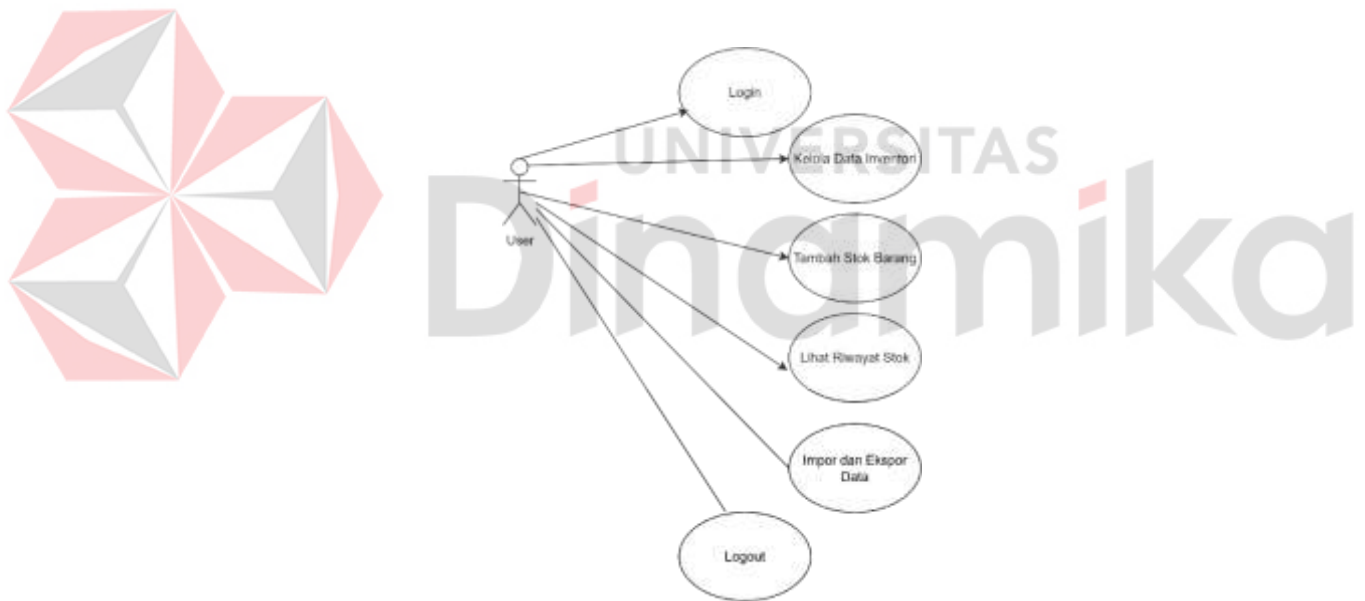 Login
UNIVERSITAS
Kelola Data Inventori
Dinamika
User
Tambah Stok Barang
Lihat Riwayat Stok
Impor dan Ekspor
Data
Logout